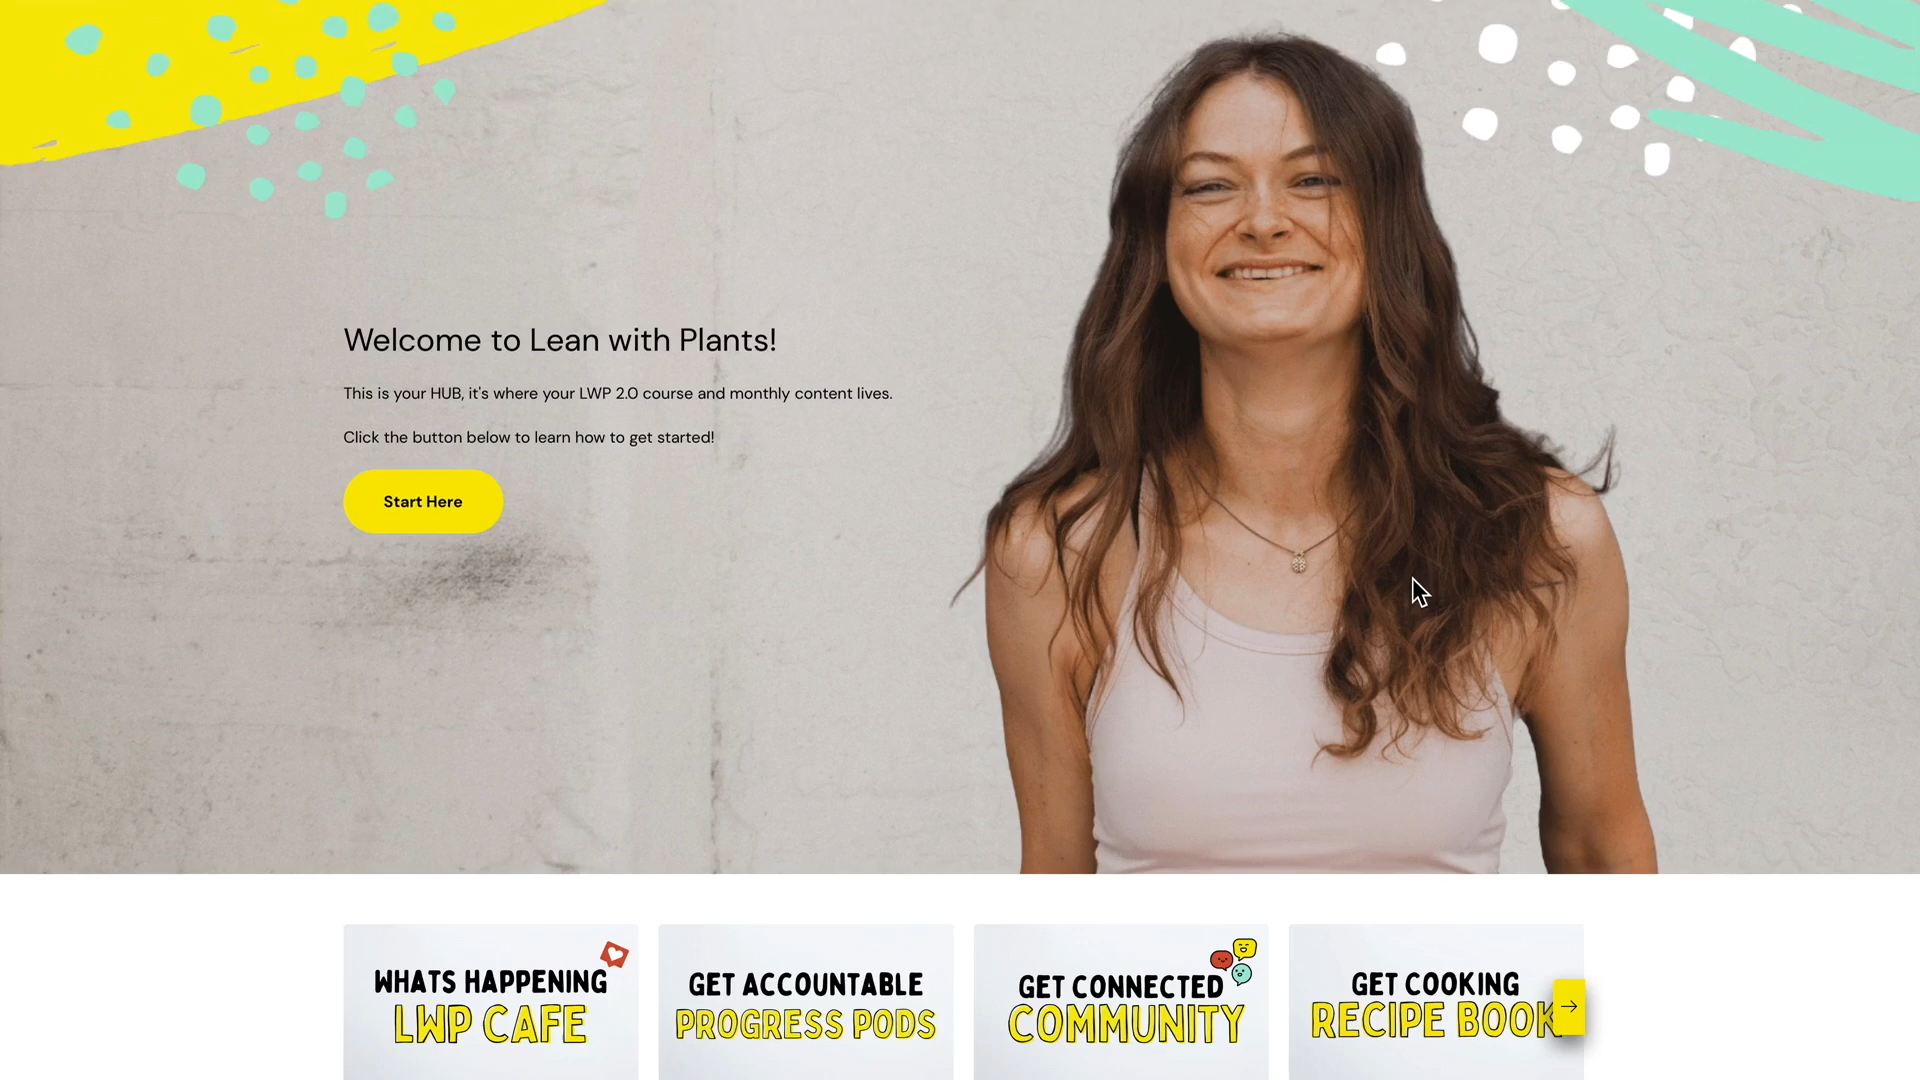 Welcome to Lean with Plants!
This is your HUB, it's where your LWP 2.0 course and monthly content lives.
Click the button below to learn how to get started!
Start Here
WHATS HAPPENING
LWP CAFE
GET ACCOUNTABLE
PROGRESS PODS
GET CONNECTED
COMMUNITY
GET COOKING
RECIPE BOOK